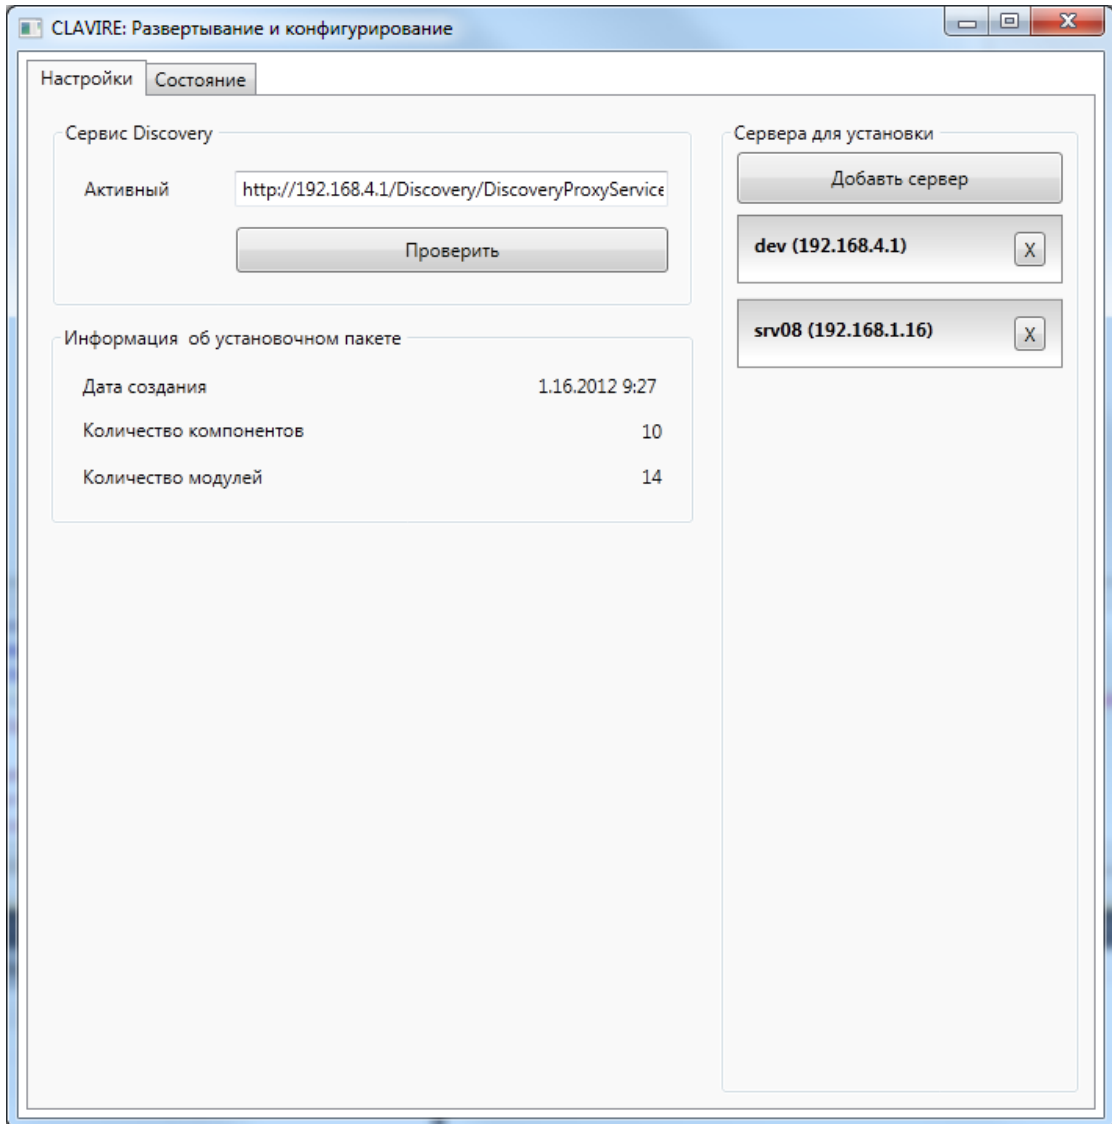 CLAVIRE: Развертывание и конфигурирование
Настройки
Состояние
Сервис Discovery
Активный
http://192.168.4.1/Discovery/DiscoveryProxyService
Проверить
Информация об установочном пакете
Дата создания
1.16.2012 9:27
Количество компонентов
10
Количество модулей
14
Сервера для установки
Добавть сервер
dev (192.168.4.1)
X
srv08 (192.168.1.16)
X